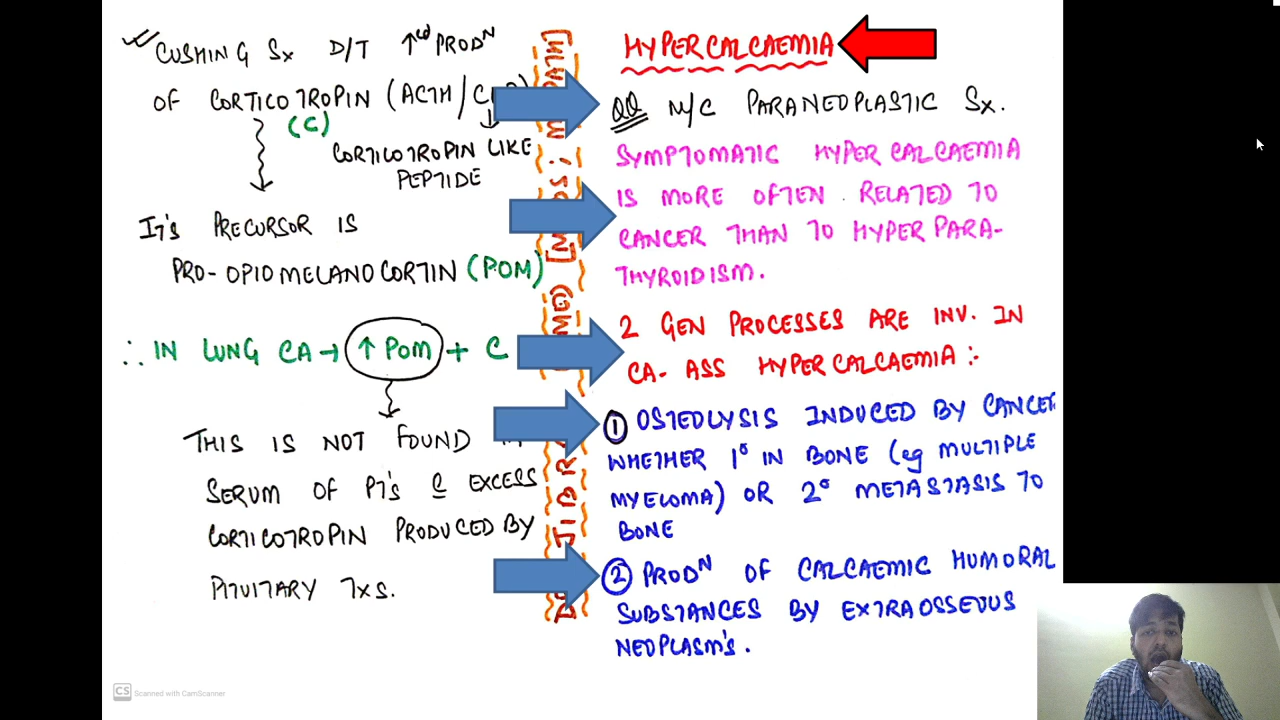 CUSHING Sx D/T ↑ed PRODN
OF CORTICOTROPIN (ACTH/
(C)
CORTICOTROPIN LIKE
PEPTIDE
IT'S PRECURSOR IS
PRO-OPIOMELANOCORTIN (POM)
∴ IN LUNG CA → ↑ POM + C
THIS IS NOT FOUND
SERUM OF PT'S C̄ EXCESS
CORTICOTROPIN PRODUCED BY
PITUITARY TxS.
HYPERCALCAEMIA
QQ M/C PARANEOPLASTIC Sx.
SYMPTOMATIC HYPERCALCAEMIA
IS MORE OFTEN RELATED TO
CANCER THAN TO HYPERPARA-
THYROIDISM.
2 GEN PROCESSES ARE INV. IN
CA- ASS HYPERCALCAEMIA :-
① OSTEOLYSIS INDUCED BY CANCER
WHETHER 1° IN BONE (eg MULTIPLE
MYELOMA) OR 2° METASTASIS TO
BONE
② PRODN OF CALCAEMIC HUMORAL
SUBSTANCES BY EXTRAOSSEOUS
NEOPLASM'S.
CS Scanned with CamScanner